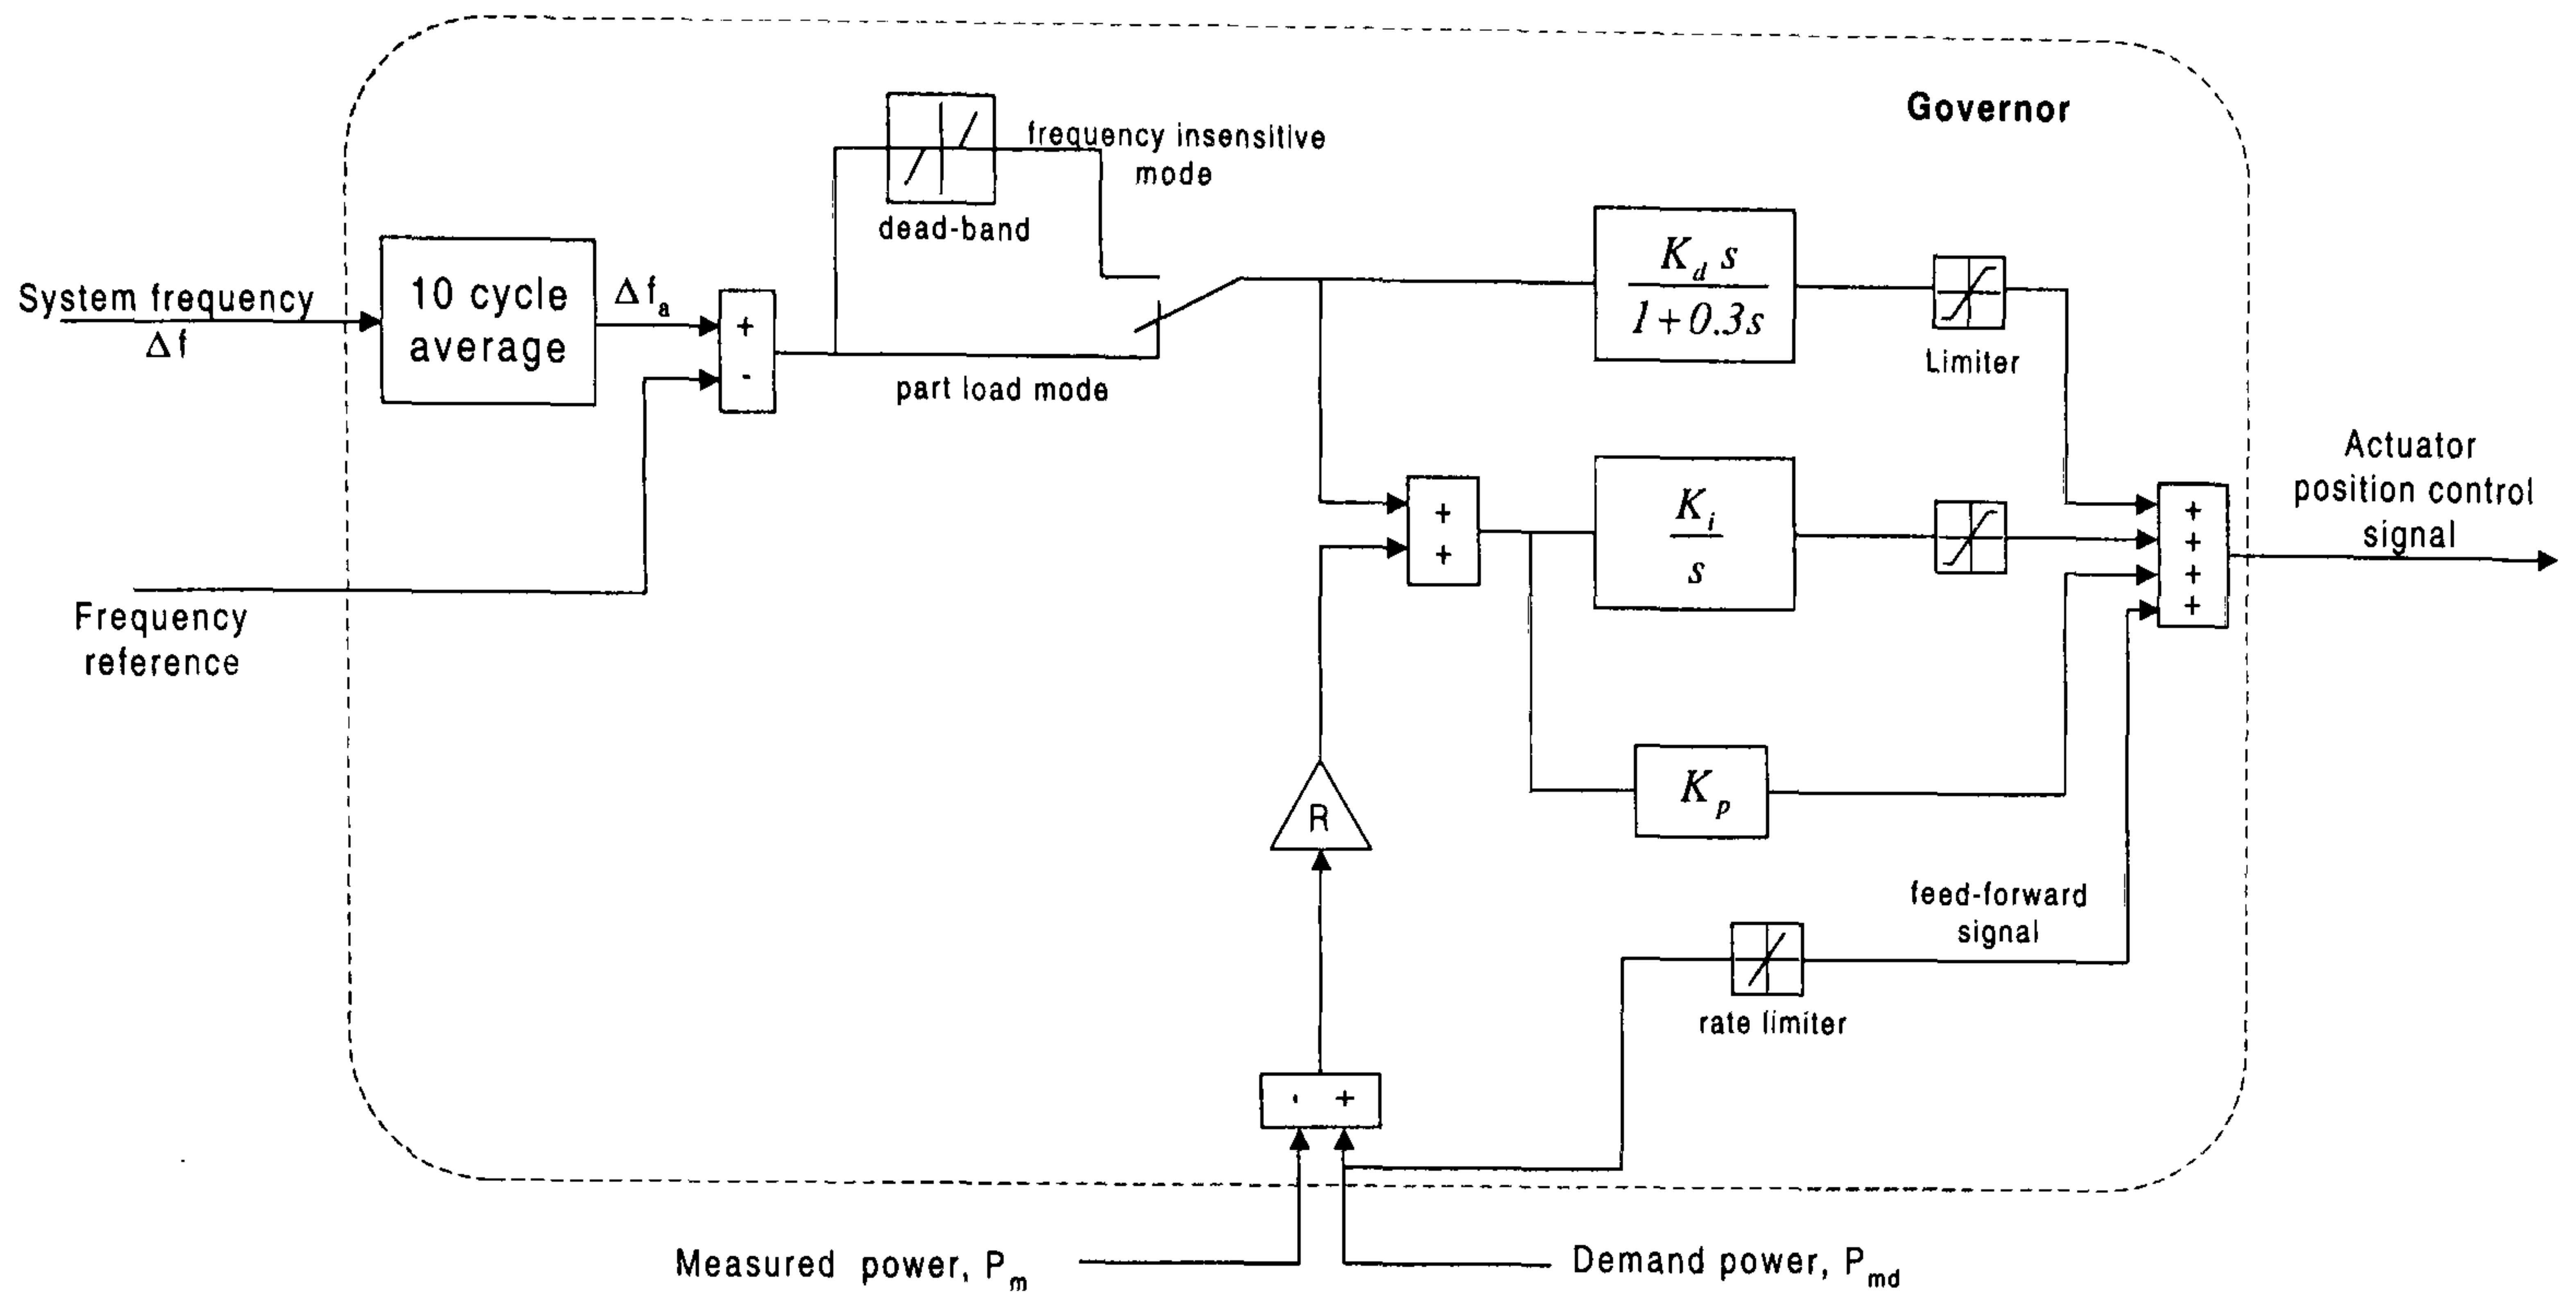 Governor
frequency insensitive
mode
dead-band
System frequency
Δf
10 cycle
average
Δfa
+
-
part load mode
Frequency
reference
Kd s
1+0.3s
Limiter
+
+
Ki
s
Kp
R
+
+
+
+
Actuator
position control
signal
feed-forward
signal
rate limiter
- +
Measured power, Pm
Demand power, Pmd